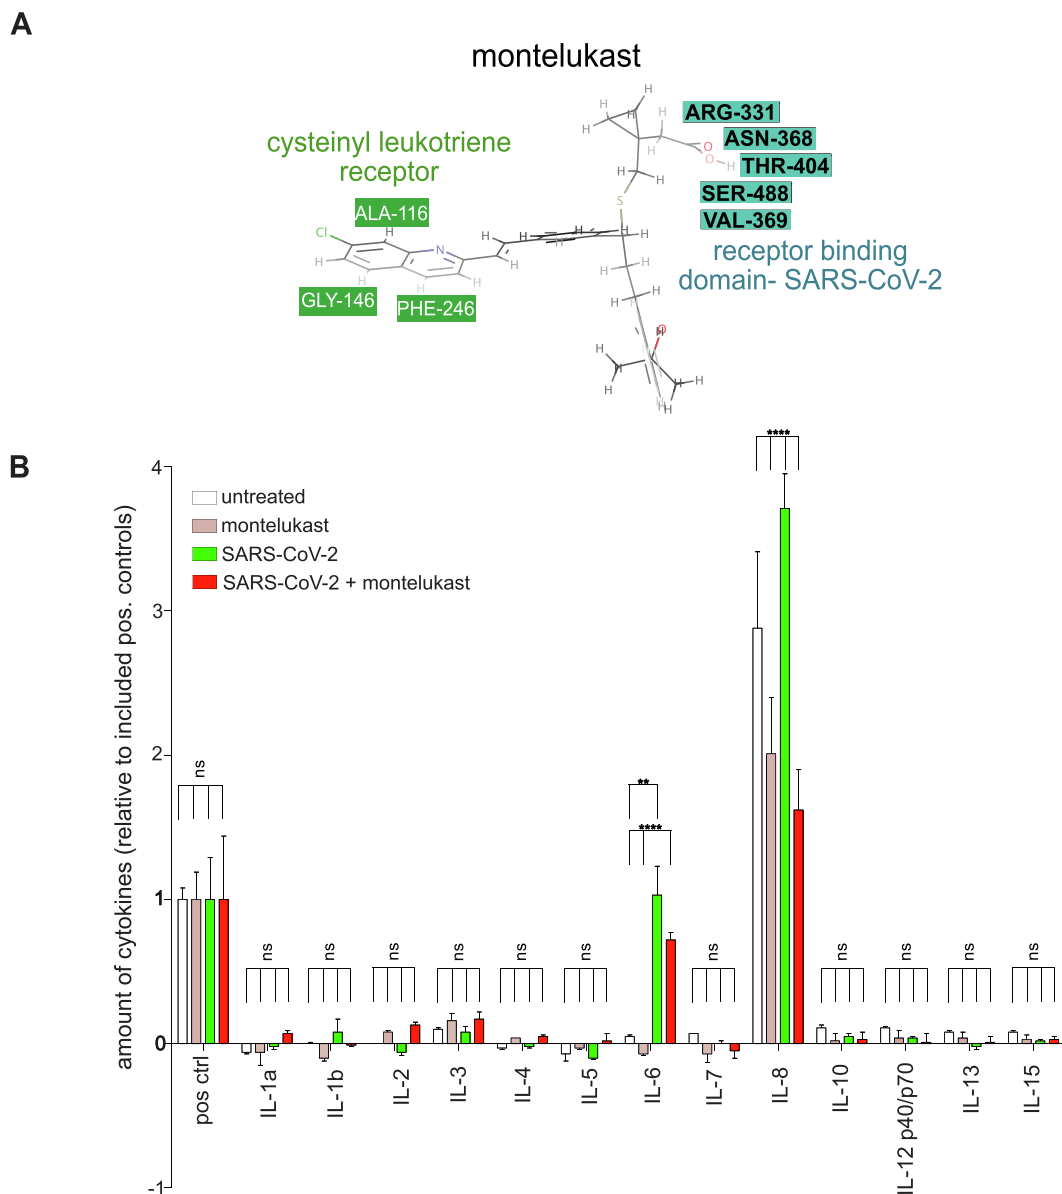 A
montelukast
cysteinyl leukotriene
receptor
ALA-116
GLY-146
PHE-246
Cl
N
S
O
O
H
ARG-331
ASN-368
THR-404
SER-488
VAL-369
receptor binding
domain- SARS-CoV-2
B
amount of cytokines (relative to included pos. controls)
4
3
2
1
0
-1
untreated
montelukast
SARS-CoV-2
SARS-CoV-2 + montelukast
ns
ns
ns
ns
ns
ns
ns
**
****
ns
****
ns
ns
ns
ns
pos ctrl
IL-1a
IL-1b
IL-2
IL-3
IL-4
IL-5
IL-6
IL-7
IL-8
IL-10
IL-12 p40/p70
IL-13
IL-15